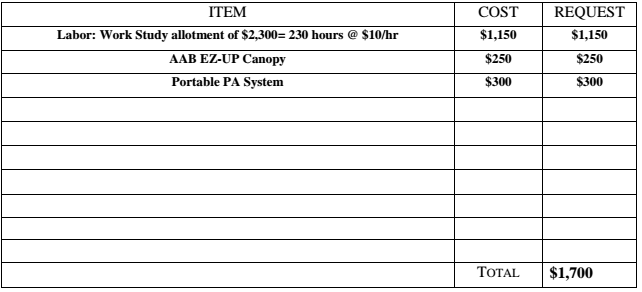 ITEM COST REQUEST
Labor: Work Study allotment of $2,300= 230 hours @ $10/hr $1,150 $1,150
AAB EZ-UP Canopy $250 $250
Portable PA System $300 $300
TOTAL $1,700